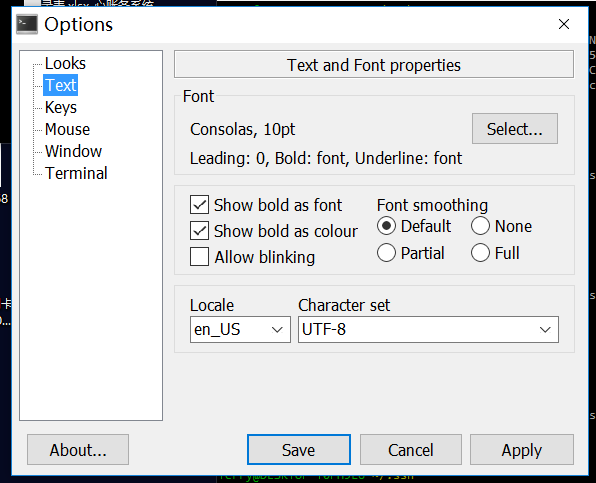 Options
Looks
Text
Keys
Mouse
Window
Terminal
Text and Font properties
Font
Consolas, 10pt
Select...
Leading: 0, Bold: font, Underline: font
Show bold as font
Show bold as colour
Allow blinking
Font smoothing
Default
None
Partial
Full
Locale
Character set
en_US
UTF-8
About...
Save
Cancel
Apply